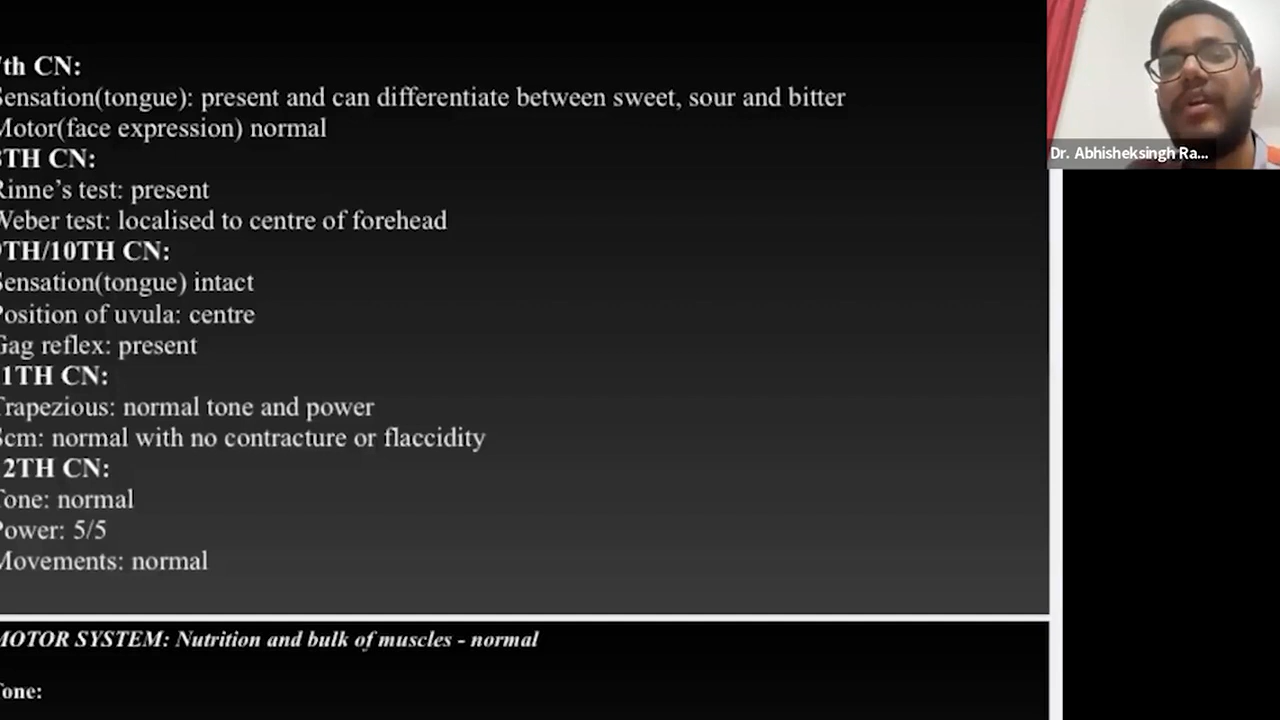 7th CN:
Sensation(tongue): present and can differentiate between sweet, sour and bitter
Motor(face expression) normal
8TH CN:
Rinne's test: present
Weber test: localised to centre of forehead
9TH/10TH CN:
Sensation(tongue) intact
Position of uvula: centre
Gag reflex: present
11TH CN:
Trapezious: normal tone and power
Scm: normal with no contracture or flaccidity
12TH CN:
Tone: normal
Power: 5/5
Movements: normal
MOTOR SYSTEM: Nutrition and bulk of muscles - normal
Tone:
Dr. Abhisheksingh Ra...